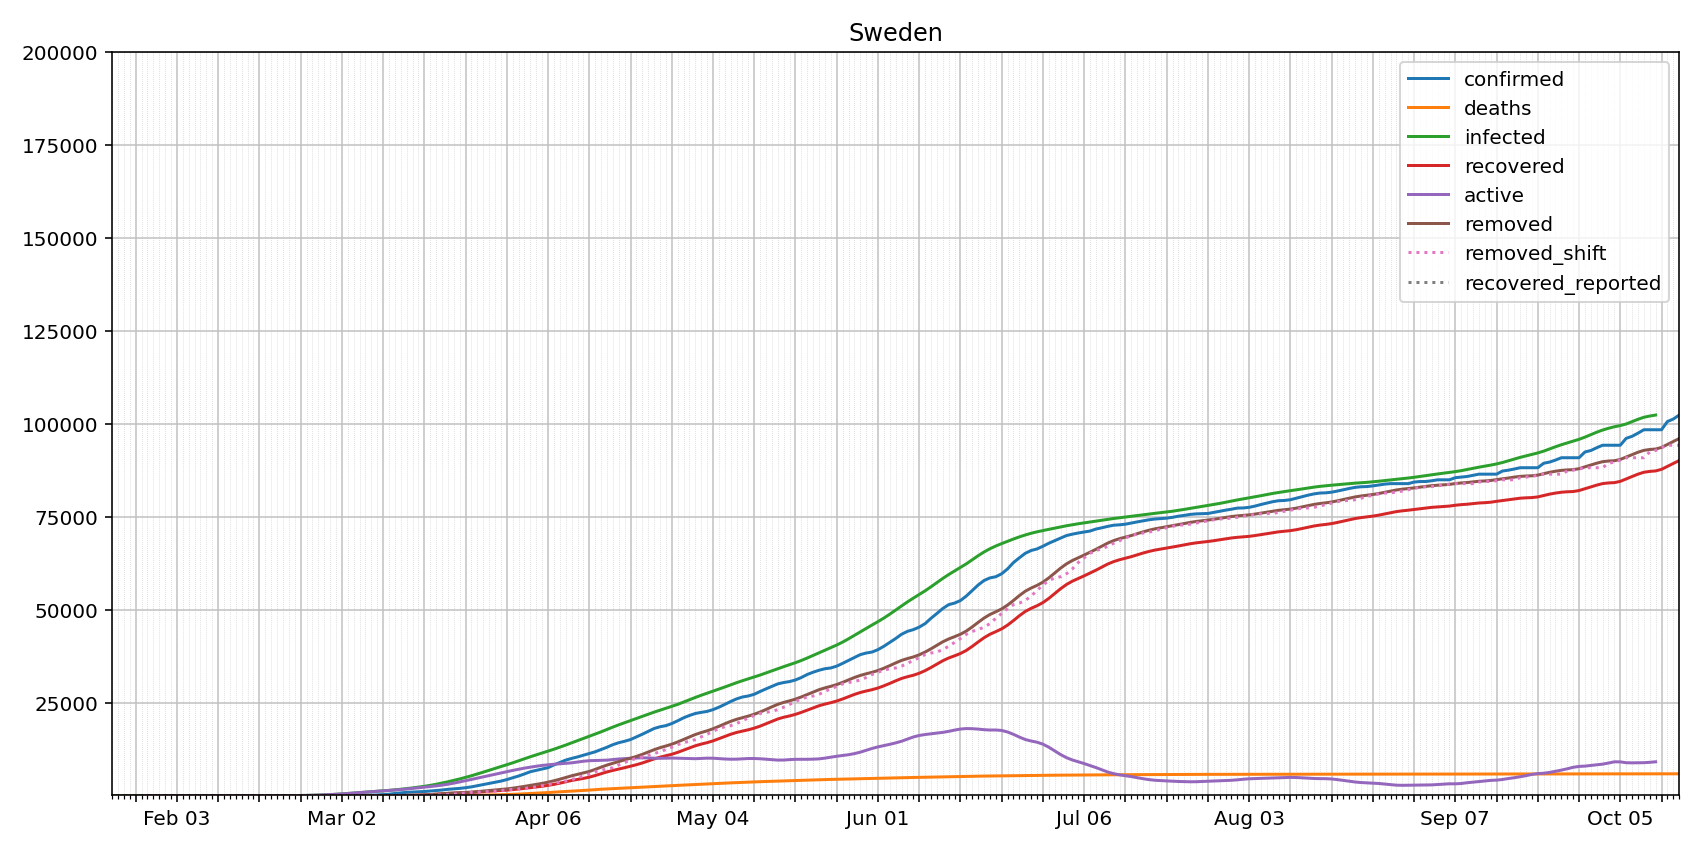 Sweden
200000
175000
150000
125000
100000
75000
50000
25000
confirmed
deaths
infected
recovered
active
removed
removed_shift
recovered_reported
Feb 03
Mar 02
Apr 06
May 04
Jun 01
Jul 06
Aug 03
Sep 07
Oct 05